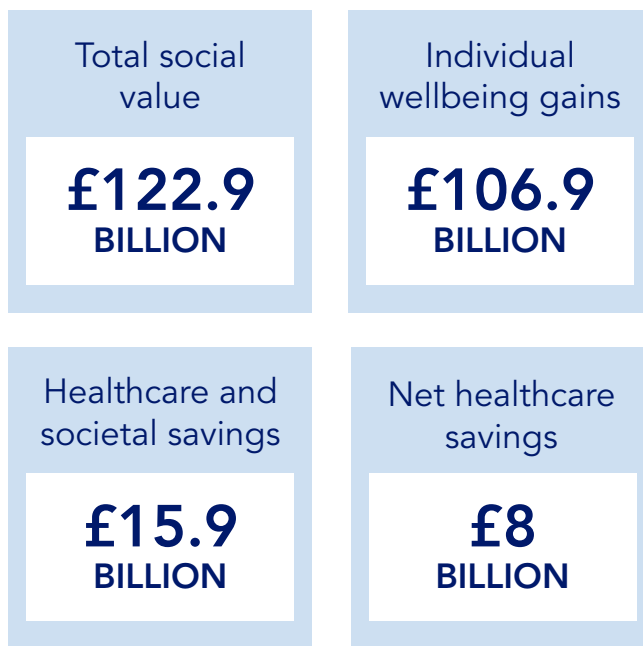 Total social
value
£122.9
BILLION
Individual
wellbeing gains
£106.9
BILLION
Healthcare and
societal savings
£15.9
BILLION
Net healthcare
savings
£8
BILLION